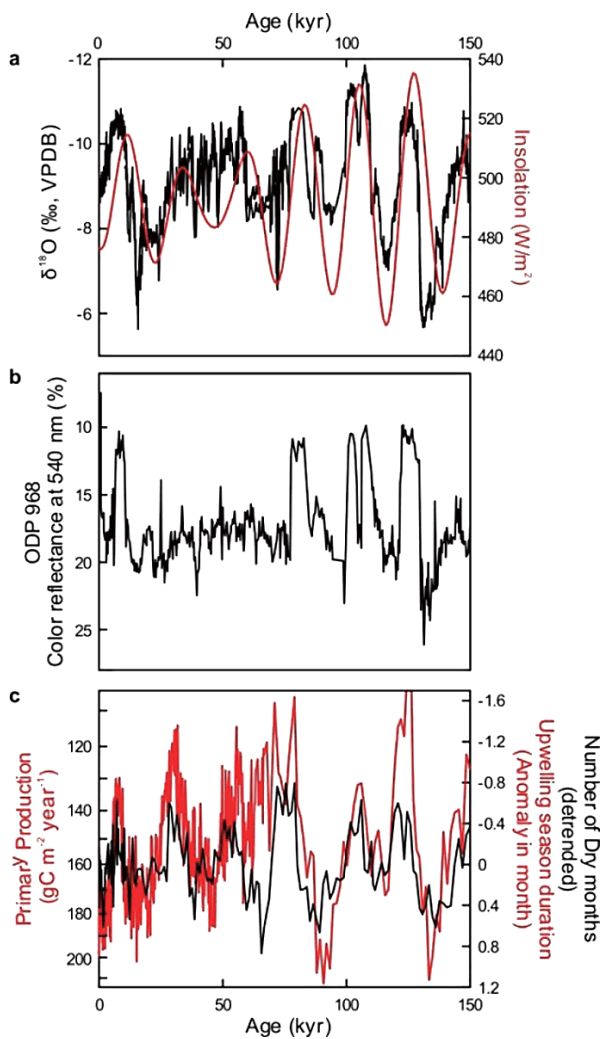 Age (kyr)
0 50 100 150
a
-12
-10
-8
-6
δ¹⁸O (‰, VPDB)
540
520
500
480
460
440
Insolation (W/m²)
b
10
15
20
25
ODP 968
Color reflectance at 540 nm (%)
c
120
140
160
180
200
Primary Production
(gC m⁻² year⁻¹)
-1.6
-1.2
-0.8
-0.4
0
0.4
0.8
1.2
Upwelling season duration
(Anomaly in month)
Number of Dry months
(detrended)
0 50 100 150
Age (kyr)